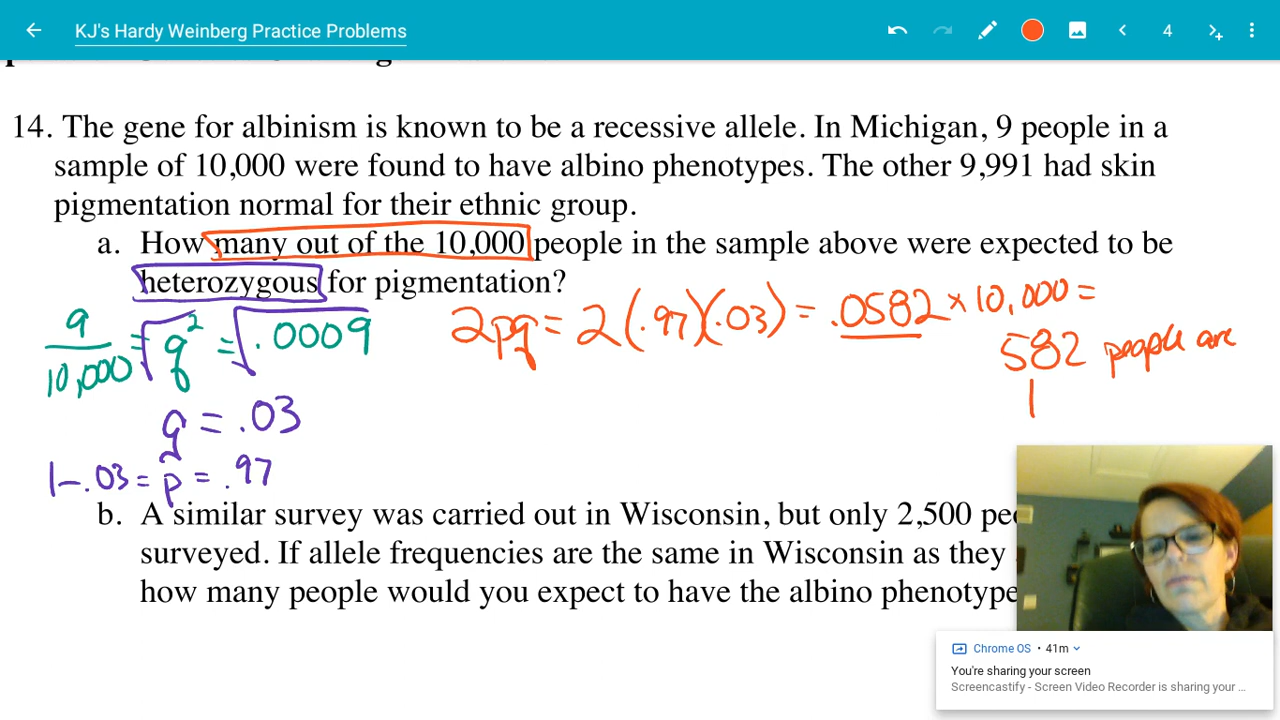 KJ's Hardy Weinberg Practice Problems
4
14. The gene for albinism is known to be a recessive allele. In Michigan, 9 people in a
sample of 10,000 were found to have albino phenotypes. The other 9,991 had skin
pigmentation normal for their ethnic group.
a. How many out of the 10,000 people in the sample above were expected to be
heterozygous for pigmentation?
9/10,000 = √q² = √.0009
2pq = 2(.97)(.03) = .0582 × 10,000 =
582 people are
q = .03
1-.03 = p = .97
b. A similar survey was carried out in Wisconsin, but only 2,500
surveyed. If allele frequencies are the same in Wisconsin as they
how many people would you expect to have the albino phenotype
Chrome OS • 41m
You're sharing your screen
Screencastify - Screen Video Recorder is sharing your ...